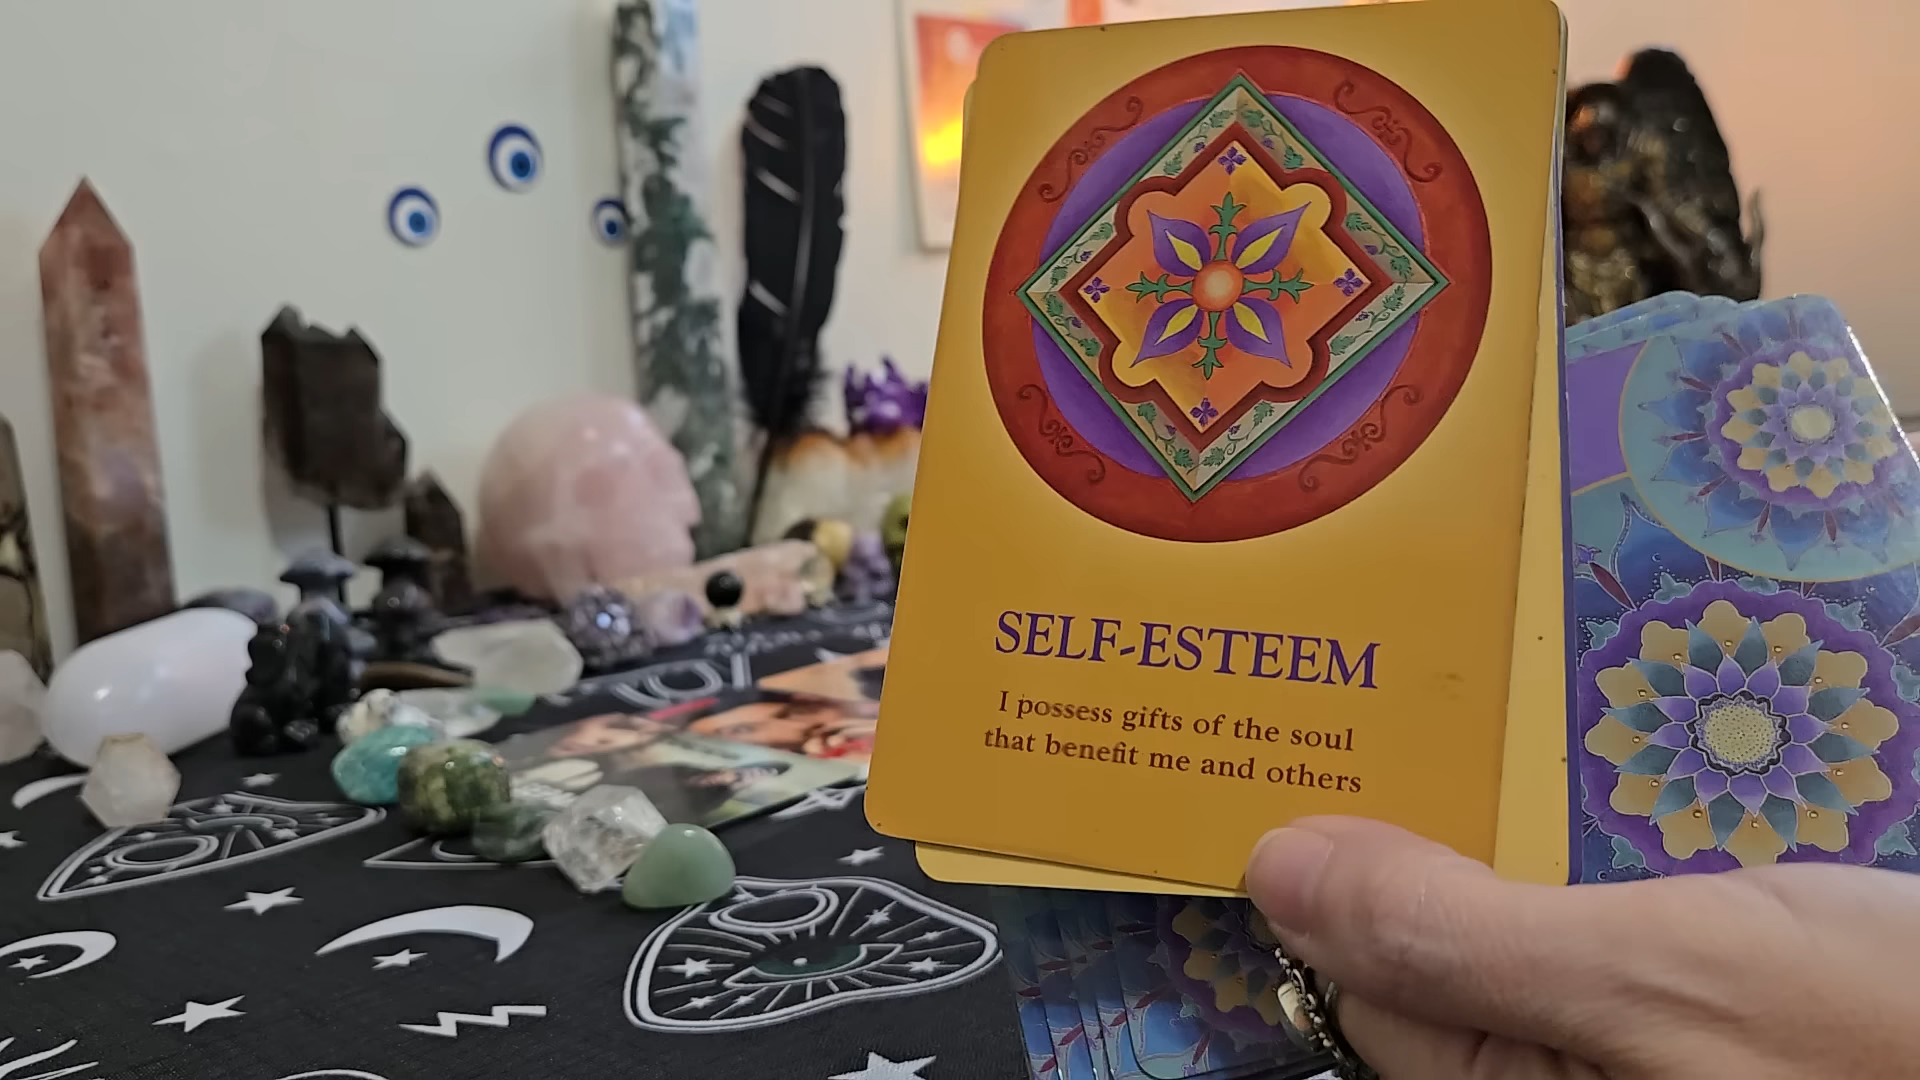 SELF-ESTEEM
I possess gifts of the soul
that benefit me and others